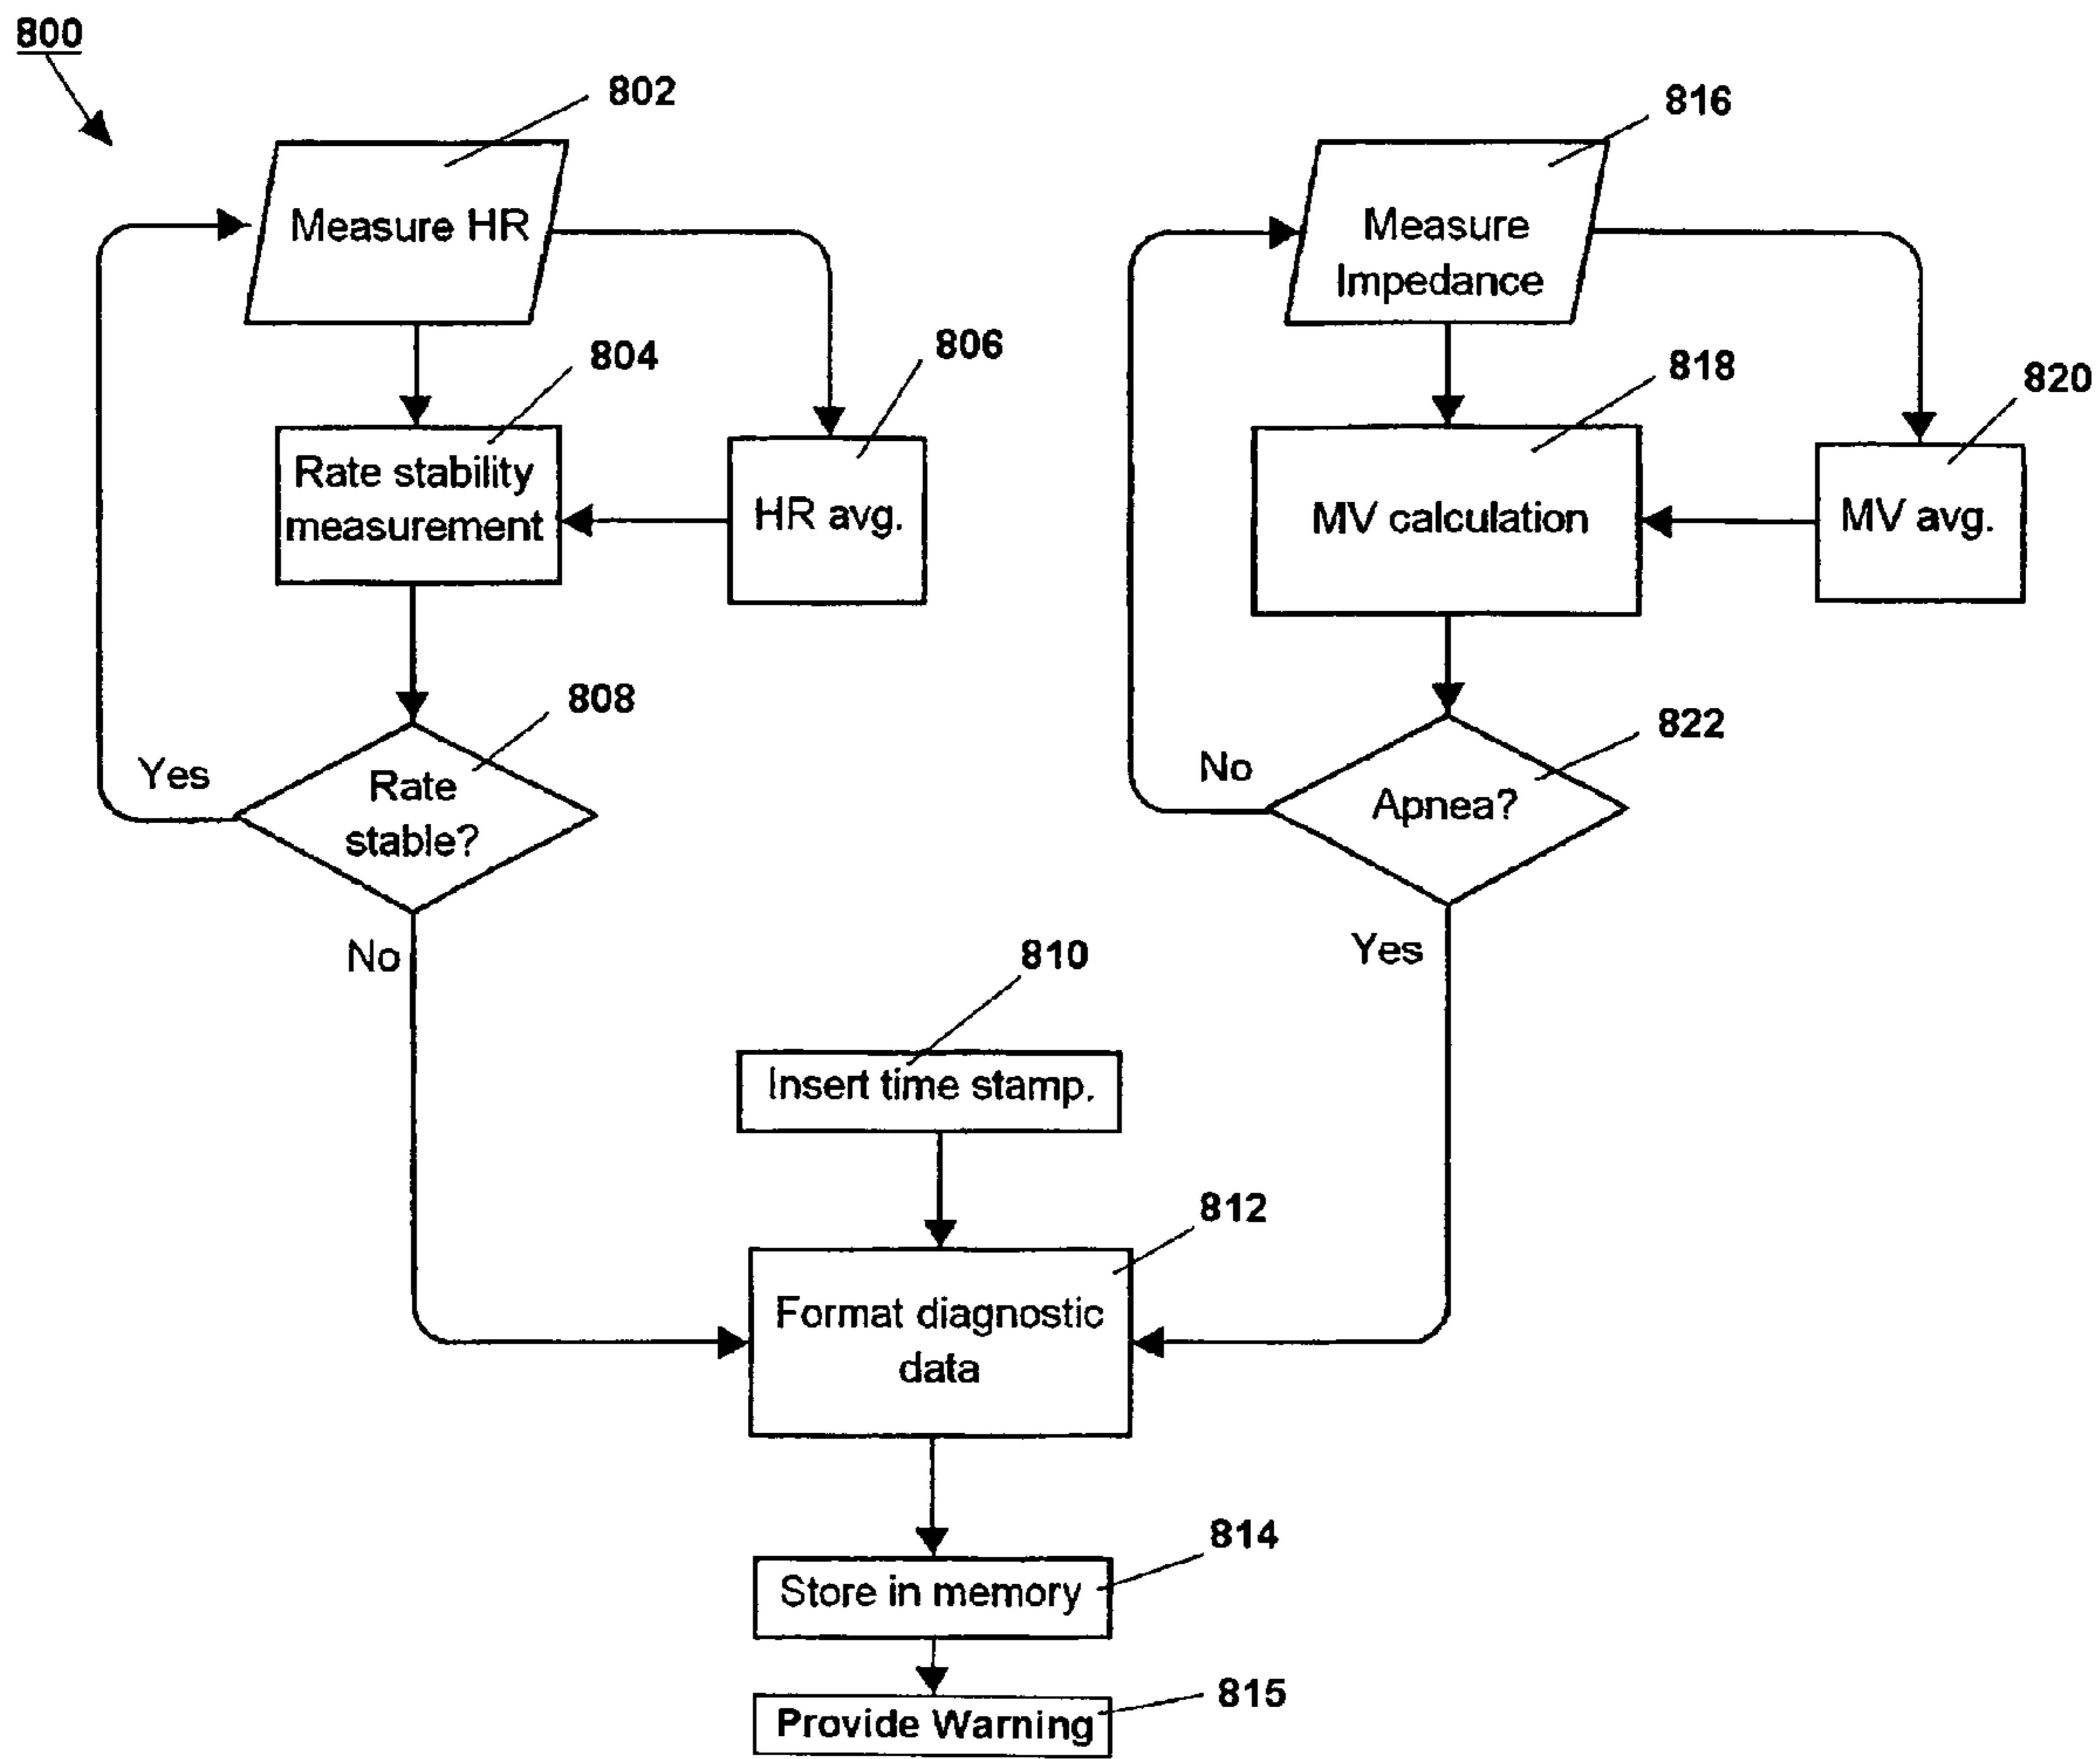 800
802
816
Measure HR
Measure
Impedance
804
806
818
820
Rate stability
measurement
HR avg.
MV calculation
MV avg.
808
822
Yes
Rate
stable?
No
Apnea?
No
Yes
810
Insert time stamp.
812
Format diagnostic
data
814
Store in memory
815
Provide Warning